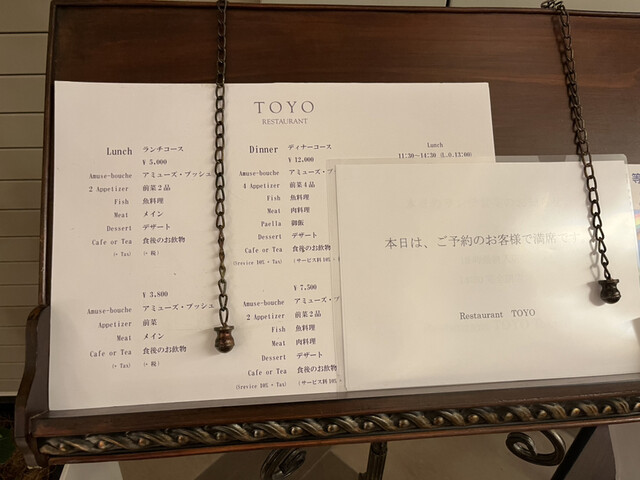 TOYO
RESTAURANT
Lunch ランチコース
¥ 5,000
Amuse-bouche アミューズ・ブッシュ
2 Appetizer 前菜2品
Fish 魚料理
Meat メイン
Dessert デザート
Cafe or Tea 食後のお飲物
(+ Tax) (+ 税)
¥ 3,800
Amuse-bouche アミューズ・ブッシュ
Appetizer 前菜
Meat メイン
Cafe or Tea 食後のお飲物
(+ Tax) (+ 税)
Dinner ディナーコース
¥ 12,000
Amuse-bouche アミューズ・ブ
4 Appetizer 前菜4品
Fish 魚料理
Meat 肉料理
Paella 御飯
Dessert デザート
Cafe or Tea 食後のお飲物
(Srevice 10% + Tax) (サービス料10% +
¥ 7,500
Amuse-bouche アミューズ・
2 Appetizer 前菜2品
Fish 魚料理
Meat 肉料理
Dessert デザート
Cafe or Tea 食後のお飲物
(Srevice 10% + Tax) (サービス料10% +
Lunch
11:30~14:30 (L.O.13:00)
本日は、ご予約のお客様で満席です
Restaurant TOYO
等